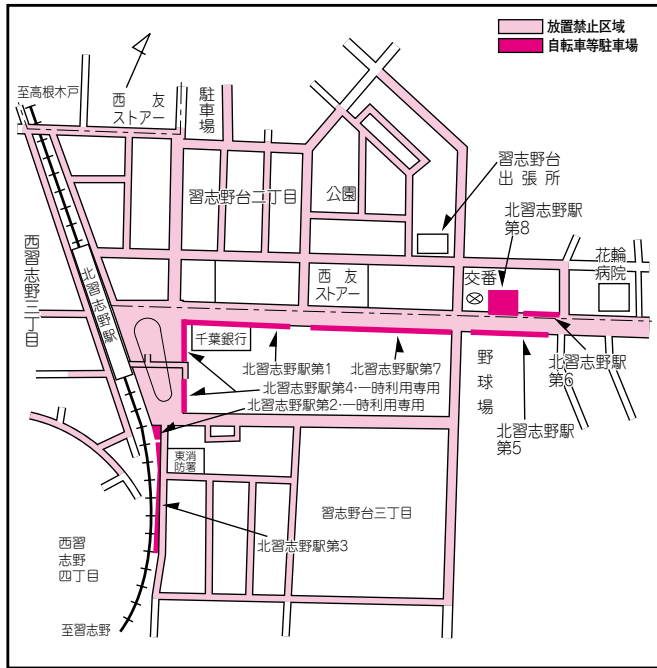 放置禁止区域
自転車等駐車場
至高根木戸
西友
ストアー
駐車場
習志野台二丁目
公園
習志野台
出張所
北習志野駅
第8
西習志野三丁目
北習志野駅
西友
ストアー
交番
花輪
病院
千葉銀行
北習志野駅第1
北習志野駅第7
北習志野駅第4・一時利用専用
北習志野駅第2・一時利用専用
野球場
北習志野駅
第6
北習志野駅
第5
東消
防署
習志野台三丁目
北習志野駅第3
西習
志野
四丁目
至習志野